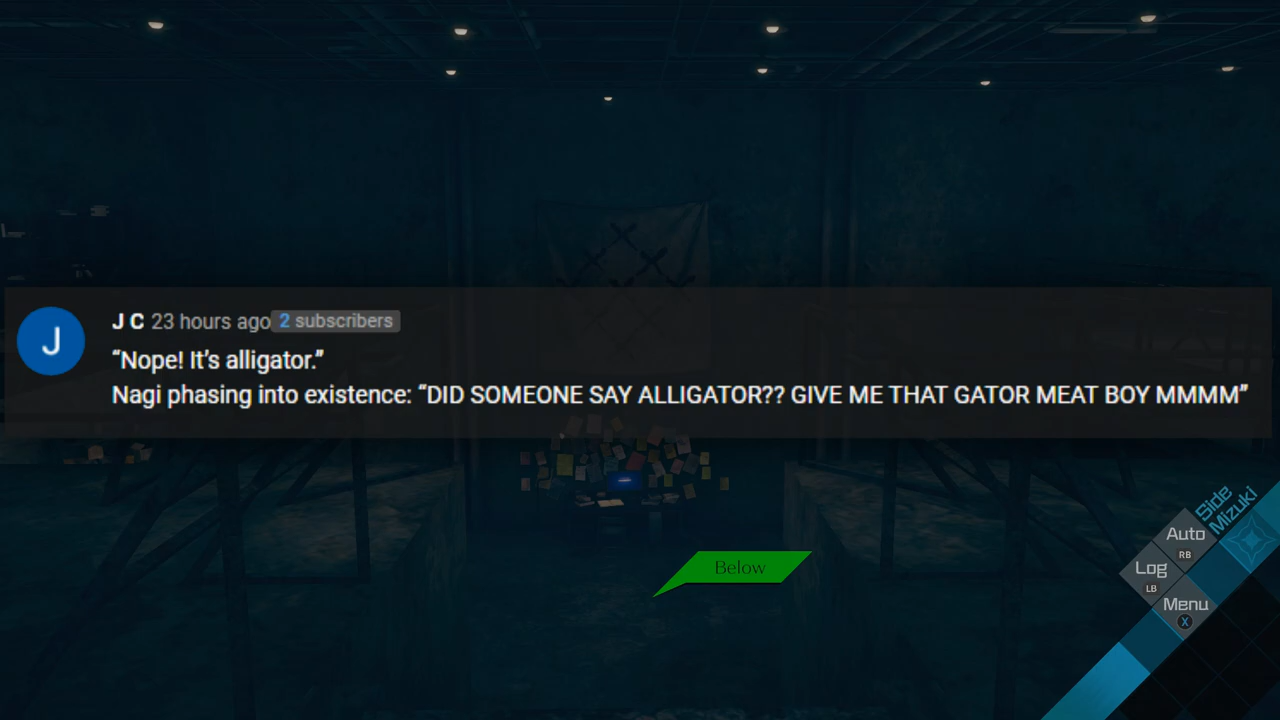 J
J C 23 hours ago 2 subscribers
“Nope! It’s alligator.”
Nagi phasing into existence: “DID SOMEONE SAY ALLIGATOR?? GIVE ME THAT GATOR MEAT BOY MMMM”
Below
Side
Mizuki
Auto
RB
Log
LB
Menu
X